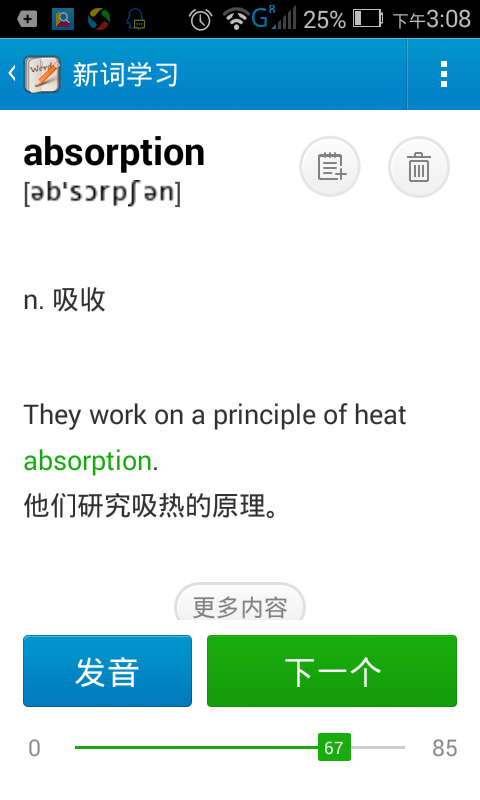 25% 下午3:08
新词学习
absorption
[əb'sɔrpʃən]
n. 吸收
They work on a principle of heat
absorption.
他们研究吸热的原理。
更多内容
发音 下一个
0 67 85